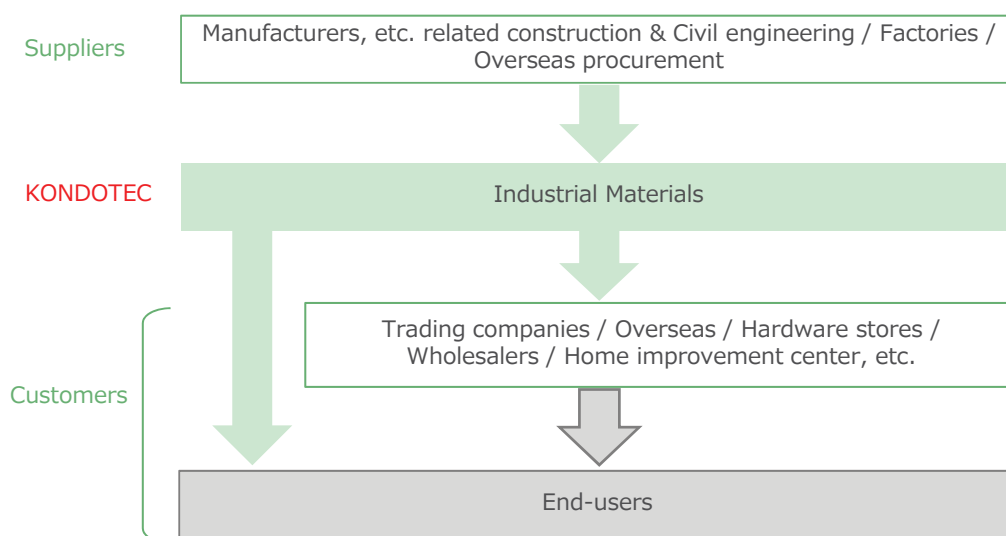 Suppliers
Manufacturers, etc. related construction & Civil engineering / Factories /
Overseas procurement
KONDOTEC
Industrial Materials
Customers
Trading companies / Overseas / Hardware stores /
Wholesalers / Home improvement center, etc.
End-users